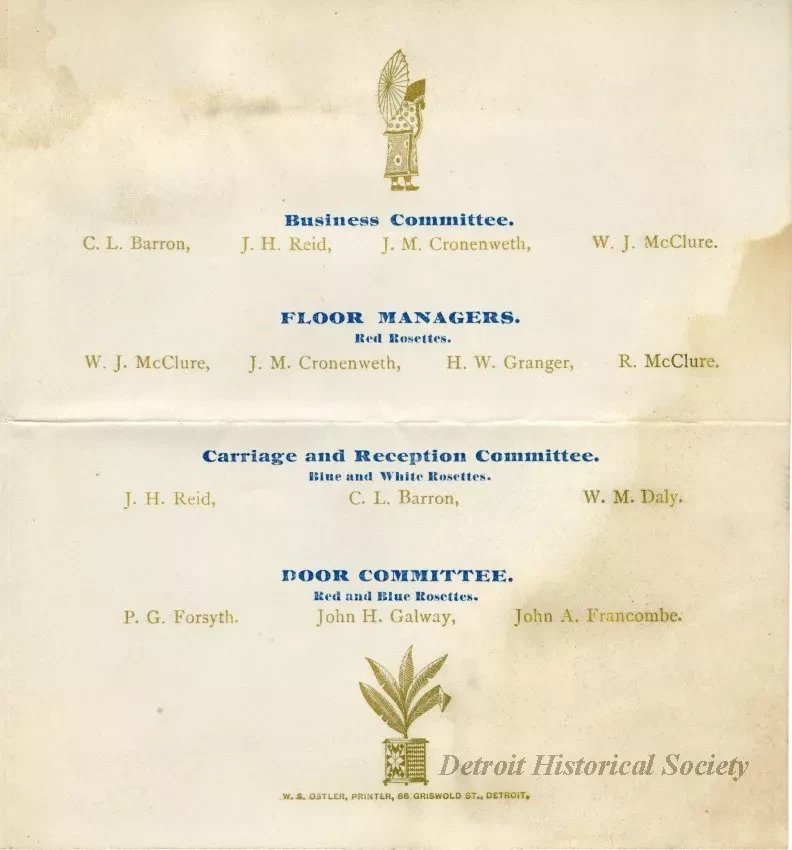 Business Committee.
C. L. Barron, J. H. Reid, J. M. Cronenweth, W. J. McClure.
FLOOR MANAGERS.
Red Rosettes.
W. J. McClure, J. M. Cronenweth, H. W. Granger, R. McClure.
Carriage and Reception Committee.
Blue and White Rosettes.
J. H. Reid, C. L. Barron, W. M. Daly.
DOOR COMMITTEE.
Red and Blue Rosettes.
P. G. Forsyth. John H. Galway, John A. Francombe.
Detroit Historical Society
W. S. OSTLER, PRINTER, 66 GRISWOLD ST., DETROIT.